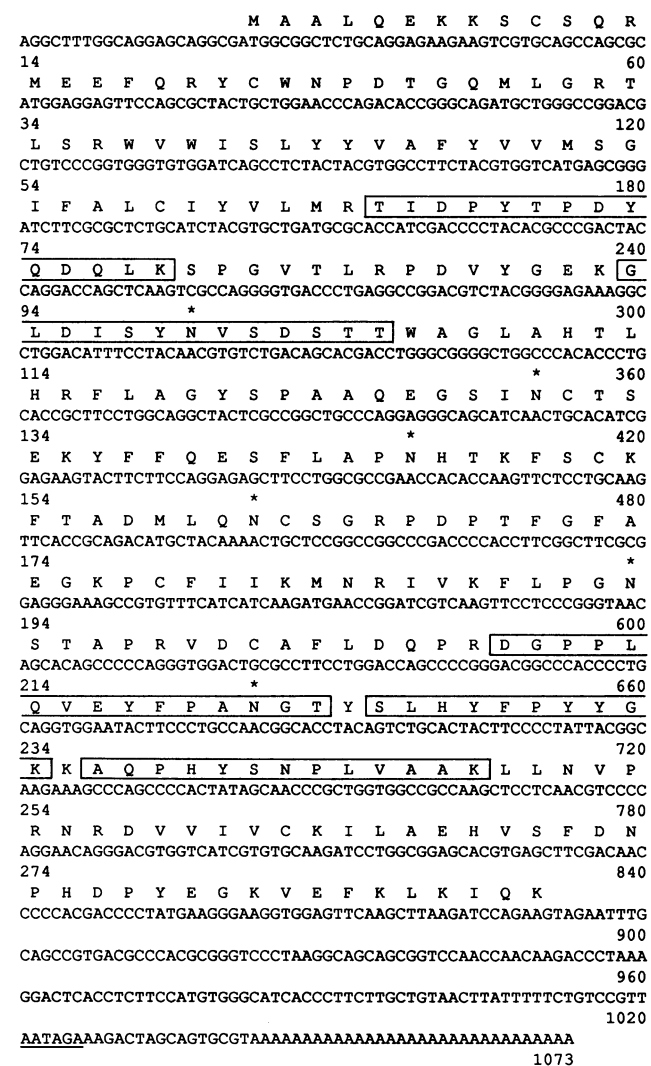 M A A L Q E K K S C S Q R
AGGCTTTGGCAGGAGCAGGCGATGGCGGCTCTGCAGGAGAAGAAGTCGTGCAGCCAGCGC
14 60
M E E F Q R Y C W N P D T G Q M L G R T
ATGGAGGAGTTCCAGCGCTACTGCTGGAACCCAGACACCGGGCAGATGCTGGGCCGGACG
34 120
L S R W V W I S L Y Y V A F Y V V M S G
CTGTCCCGGTGGGTGTGGATCAGCCTCTACTACGTGGCCTTCTACGTGGTCATGAGCGGG
54 180
I F A L C I Y V L M R T I D P Y T P D Y
ATCTTCGCGCTCTGCATCTACGTGCTGATGCGCACCATCGACCCCTACACGCCCGACTAC
74 240
Q D Q L K S P G V T L R P D V Y G E K G
CAGGACCAGCTCAAGTCGCCAGGGGTGACCCTGAGGCCGGACGTCTACGGGGAGAAAGGC
94 * 300
L D I S Y N V S D S T T W A G L A H T L
CTGGACATTTCCTACAACGTGTCTGACAGCACGACCTGGGCGGGGCTGGCCCACACCCTG
114 * 360
H R F L A G Y S P A A Q E G S I N C T S
CACCGCTTCCTGGCAGGCTACTCGCCGGCTGCCCAGGAGGGCAGCATCAACTGCACATCG
134 * 420
E K Y F F Q E S F L A P N H T K F S C K
GAGAAGTACTTCTTCCAGGAGAGCTTCCTGGCGCCGAACCACACCAAGTTCTCCTGCAAG
154 * 480
F T A D M L Q N C S G R P D P T F G F A
TTCACCGCAGACATGCTACAAAACTGCTCCGGCCGGCCCGACCCCACCTTCGGCTTCGCG
174 *
E G K P C F I I K M N R I V K F L P G N
GAGGGAAAGCCGTGTTTCATCATCAAGATGAACCGGATCGTCAAGTTCCTCCCGGGTAAC
194 600
S T A P R V D C A F L D Q P R D G P P L
AGCACAGCCCCCAGGGTGGACTGCGCCTTCCTGGACCAGCCCCGGGACGGCCCACCCCTG
214 * 660
Q V E Y F P A N G T Y S L H Y F P Y Y G
CAGGTGGAATACTTCCCTGCCAACGGCACCTACAGTCTGCACTACTTCCCCTATTACGGC
234 720
K K A Q P H Y S N P L V A A K L L N V P
AAGAAAGCCCAGCCCCACTATAGCAACCCGCTGGTGGCCGCCAAGCTCCTCAACGTCCCC
254 780
R N R D V V I V C K I L A E H V S F D N
AGGAACAGGGACGTGGTCATCGTGTGCAAGATCCTGGCGGAGCACGTGAGCTTCGACAAC
274 840
P H D P Y E G K V E F K L K I Q K
CCCCACGACCCCTATGAAGGGAAGGTGGAGTTCAAGCTTAAGATCCAGAAGTAGAATTTG
900
CAGCCGTGACGCCCACGCGGGTCCCTAAGGCAGCAGCGGTCCAACCAACAAGACCCTAAA
960
GGACTCACCTCTTCCATGTGGGCATCACCCTTCTTGCTGTAACTTATTTTTCTGTCCGTT
1020
AATAGAAAGACTAGCAGTGCGTAAAAAAAAAAAAAAAAAAAAAAAAAAAAAA
1073